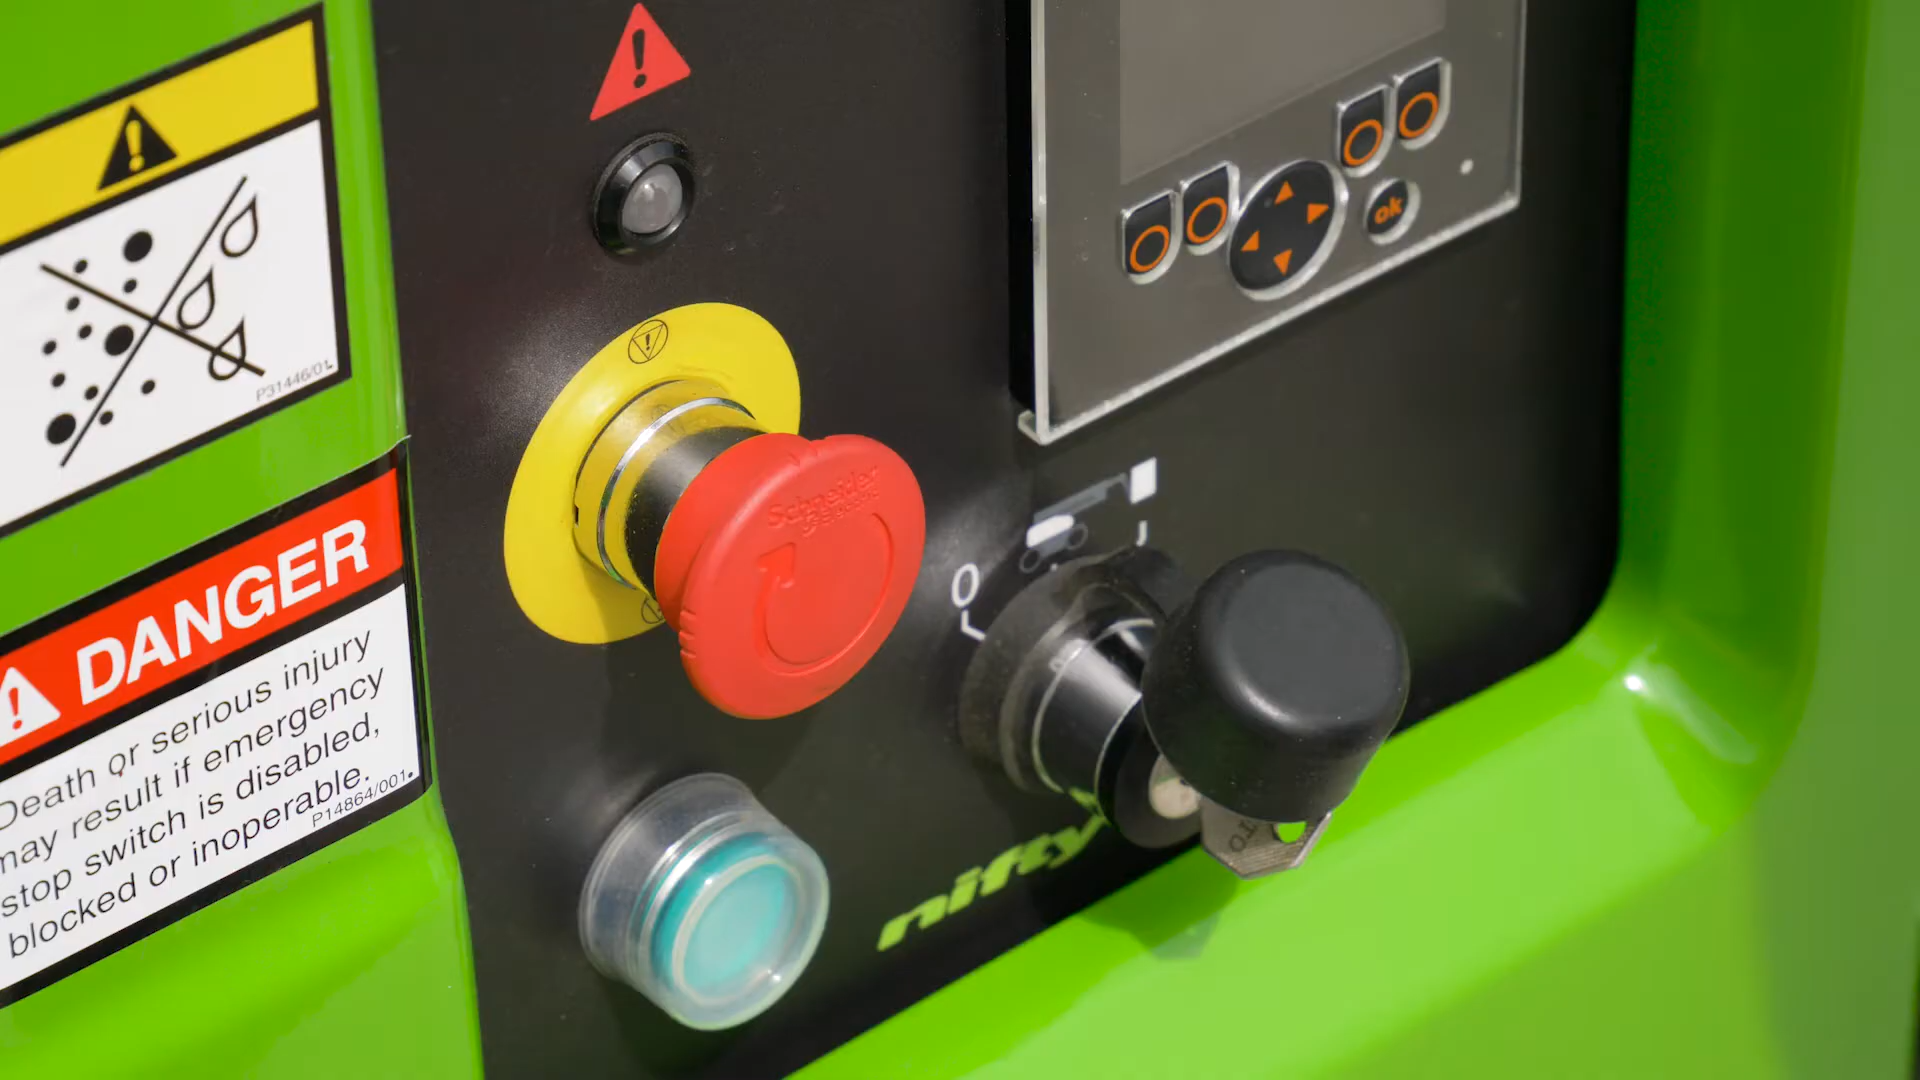 P31446/01
DANGER
Death or serious injury
may result if emergency
stop switch is disabled,
blocked or inoperable.
P14864/001
ok
Schneider
Electric
0
nifty